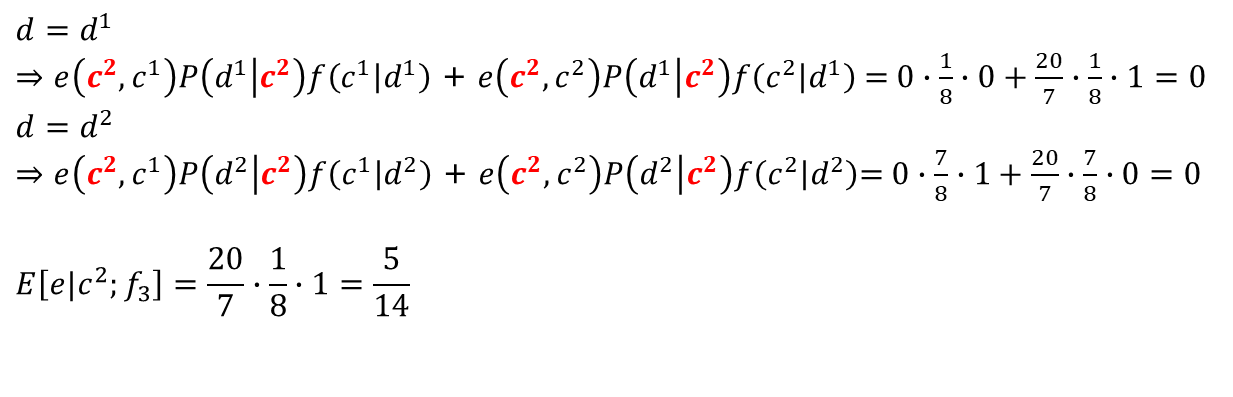 d = d¹
⇒ e(c², c¹)P(d¹|c²)f(c¹|d¹) + e(c², c²)P(d¹|c²)f(c²|d¹) = 0 · 1/8 · 0 + 20/7 · 1/8 · 1 = 0
d = d²
⇒ e(c², c¹)P(d²|c²)f(c¹|d²) + e(c², c²)P(d²|c²)f(c²|d²)= 0 · 7/8 · 1 + 20/7 · 7/8 · 0 = 0
E[e|c²; f₃] = 20/7 · 1/8 · 1 = 5/14